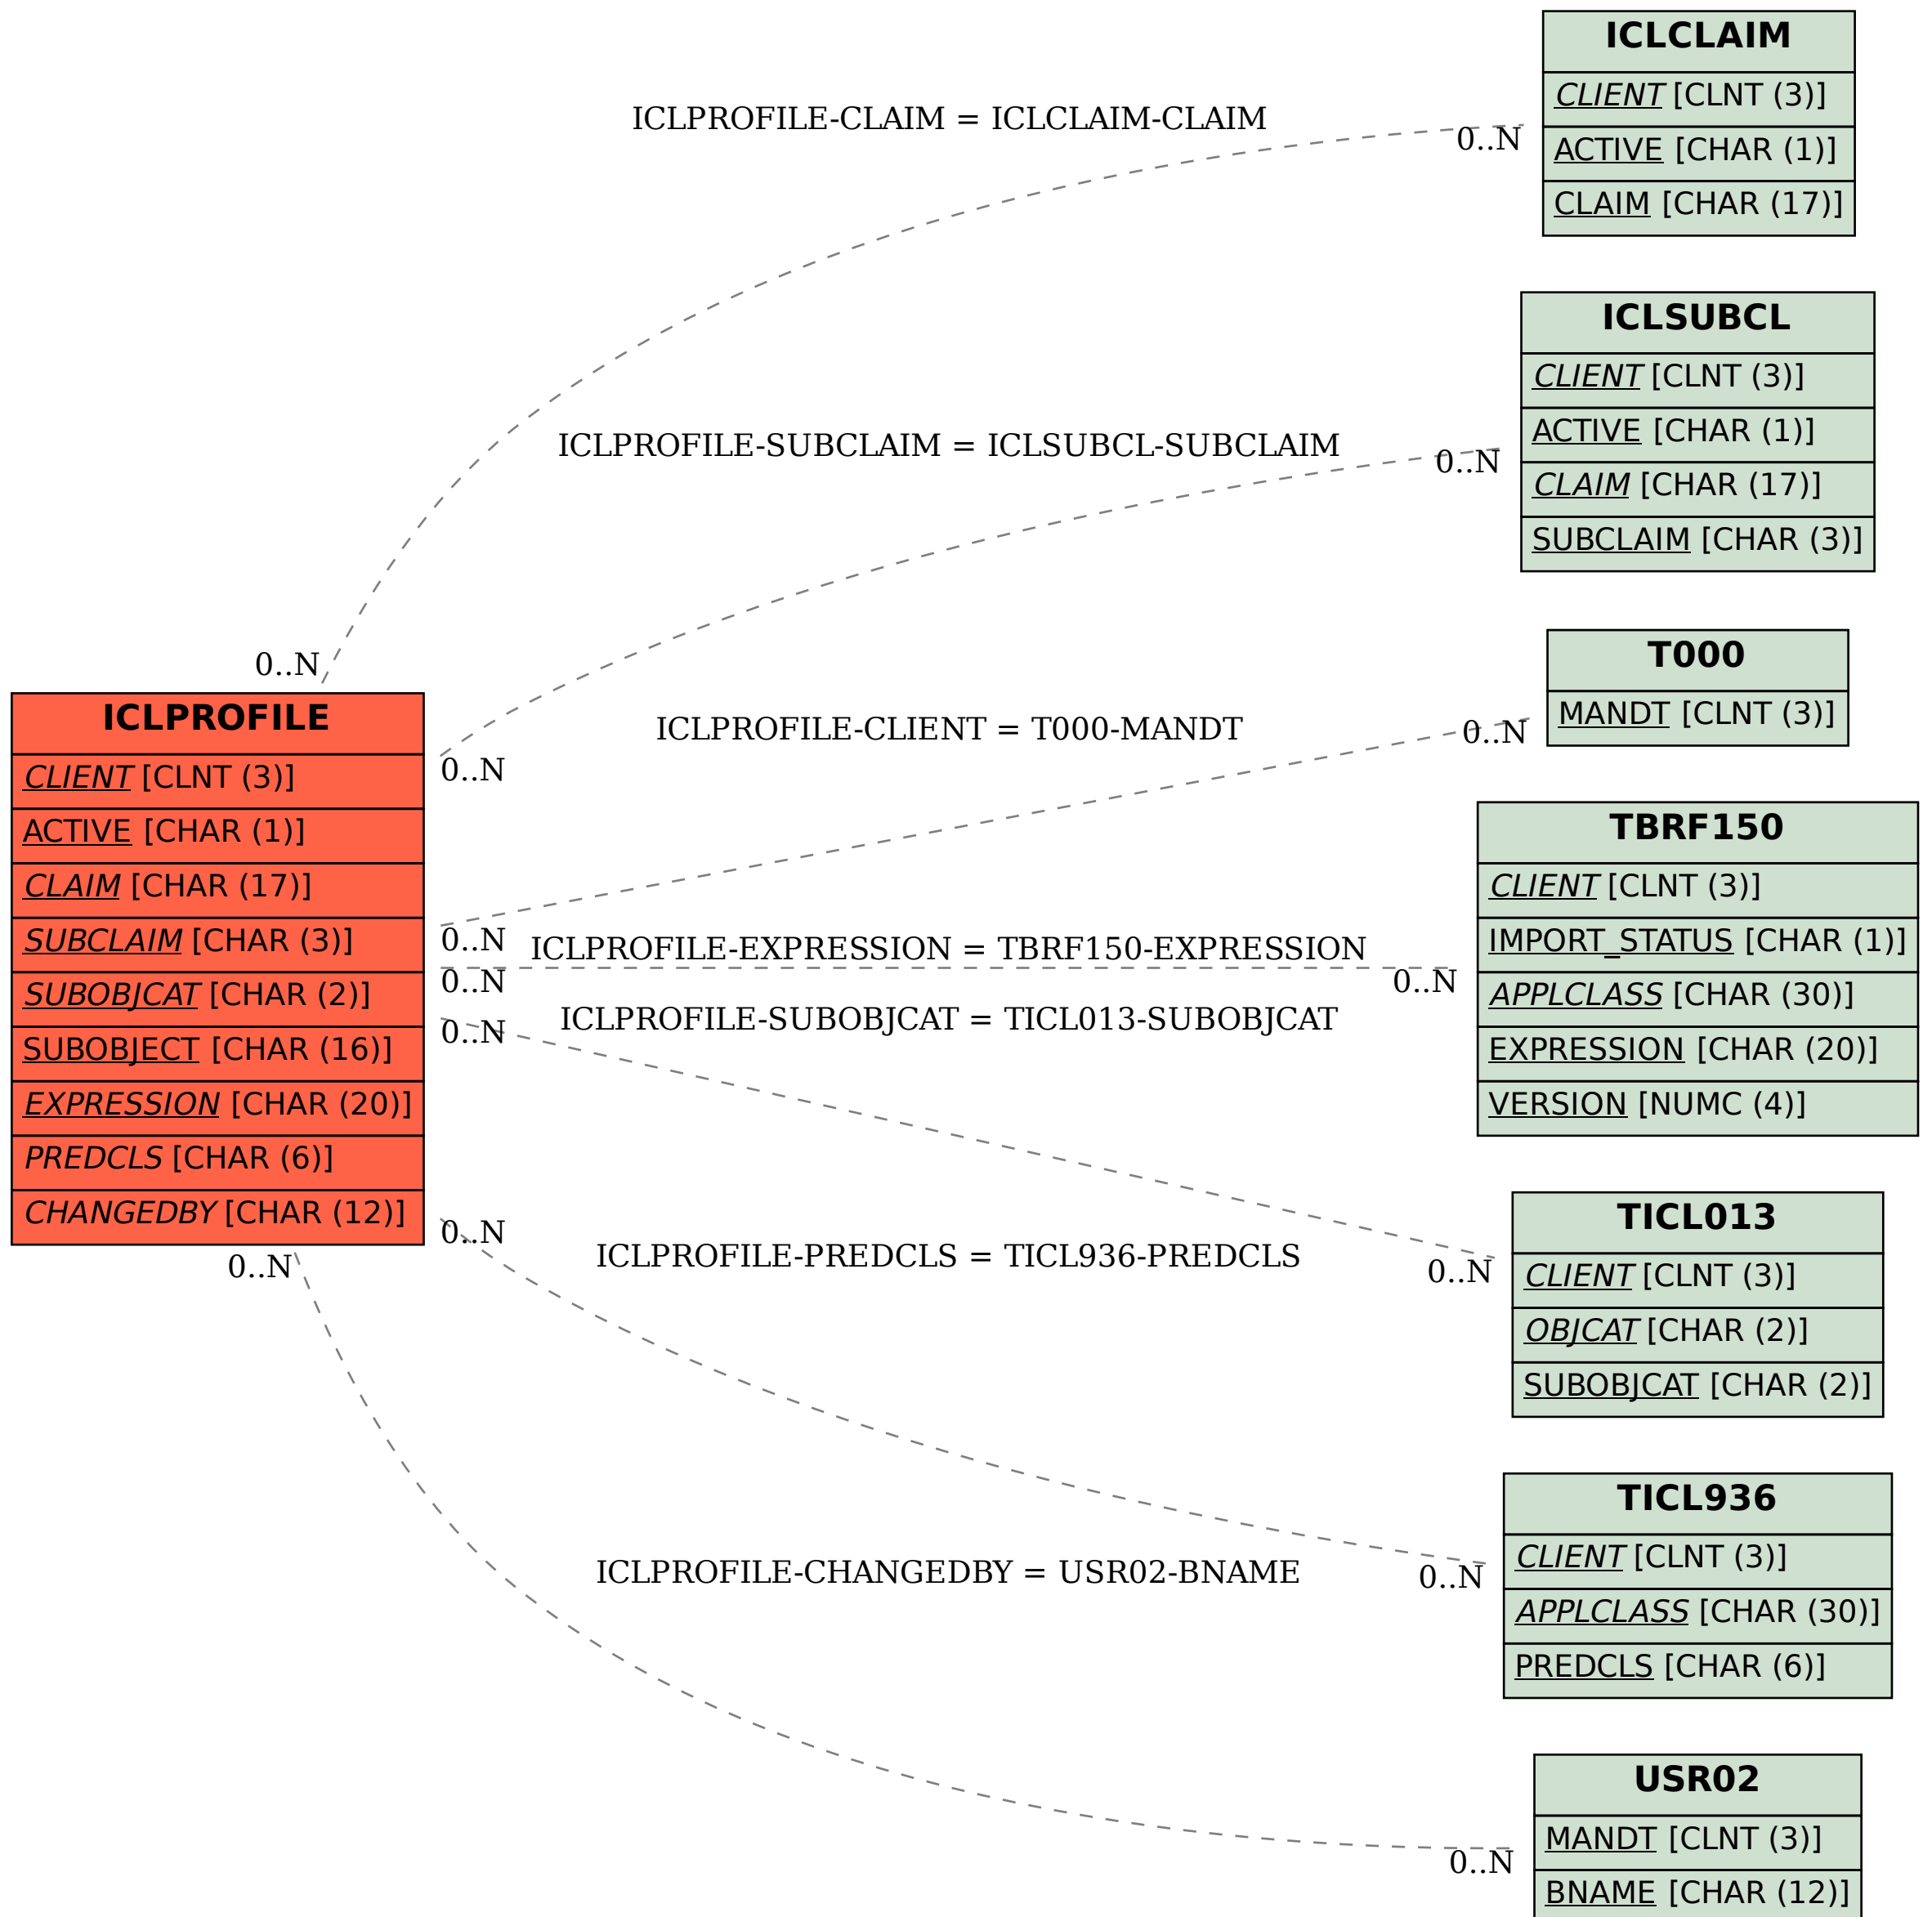 ICLCLAIM
CLIENT [CLNT (3)]
ACTIVE [CHAR (1)]
CLAIM [CHAR (17)]
ICLPROFILE-CLAIM = ICLCLAIM-CLAIM
0..N
0..N
ICLSUBCL
CLIENT [CLNT (3)]
ACTIVE [CHAR (1)]
CLAIM [CHAR (17)]
SUBCLAIM [CHAR (3)]
ICLPROFILE-SUBCLAIM = ICLSUBCL-SUBCLAIM
0..N
0..N
T000
MANDT [CLNT (3)]
ICLPROFILE-CLIENT = T000-MANDT
0..N
0..N
ICLPROFILE
CLIENT [CLNT (3)]
ACTIVE [CHAR (1)]
CLAIM [CHAR (17)]
SUBCLAIM [CHAR (3)]
SUBOBJCAT [CHAR (2)]
SUBOBJECT [CHAR (16)]
EXPRESSION [CHAR (20)]
PREDCLS [CHAR (6)]
CHANGEDBY [CHAR (12)]
TBRF150
CLIENT [CLNT (3)]
IMPORT_STATUS [CHAR (1)]
APPLCLASS [CHAR (30)]
EXPRESSION [CHAR (20)]
VERSION [NUMC (4)]
ICLPROFILE-EXPRESSION = TBRF150-EXPRESSION
0..N
0..N
ICLPROFILE-SUBOBJCAT = TICL013-SUBOBJCAT
0..N
0..N
TICL013
CLIENT [CLNT (3)]
OBJCAT [CHAR (2)]
SUBOBJCAT [CHAR (2)]
ICLPROFILE-PREDCLS = TICL936-PREDCLS
0..N
0..N
TICL936
CLIENT [CLNT (3)]
APPLCLASS [CHAR (30)]
PREDCLS [CHAR (6)]
ICLPROFILE-CHANGEDBY = USR02-BNAME
0..N
0..N
USR02
MANDT [CLNT (3)]
BNAME [CHAR (12)]